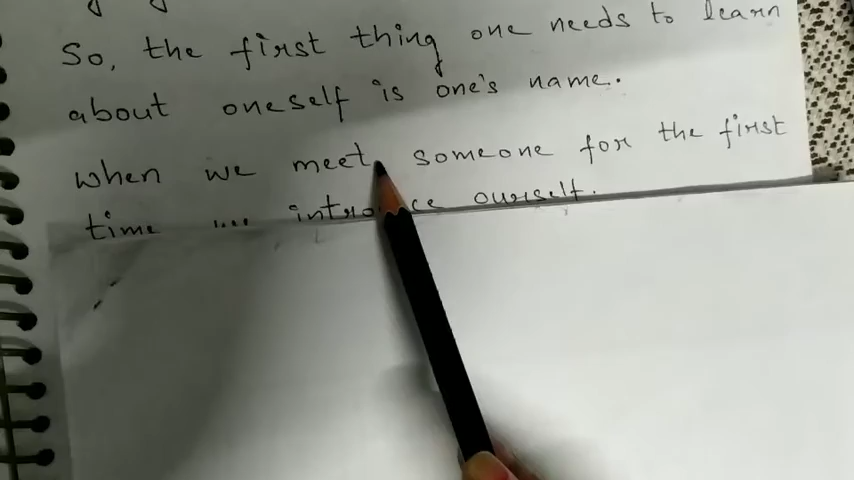 So, the first thing one needs to learn
about oneself is one's name.
when we meet someone for the first
time ourself.